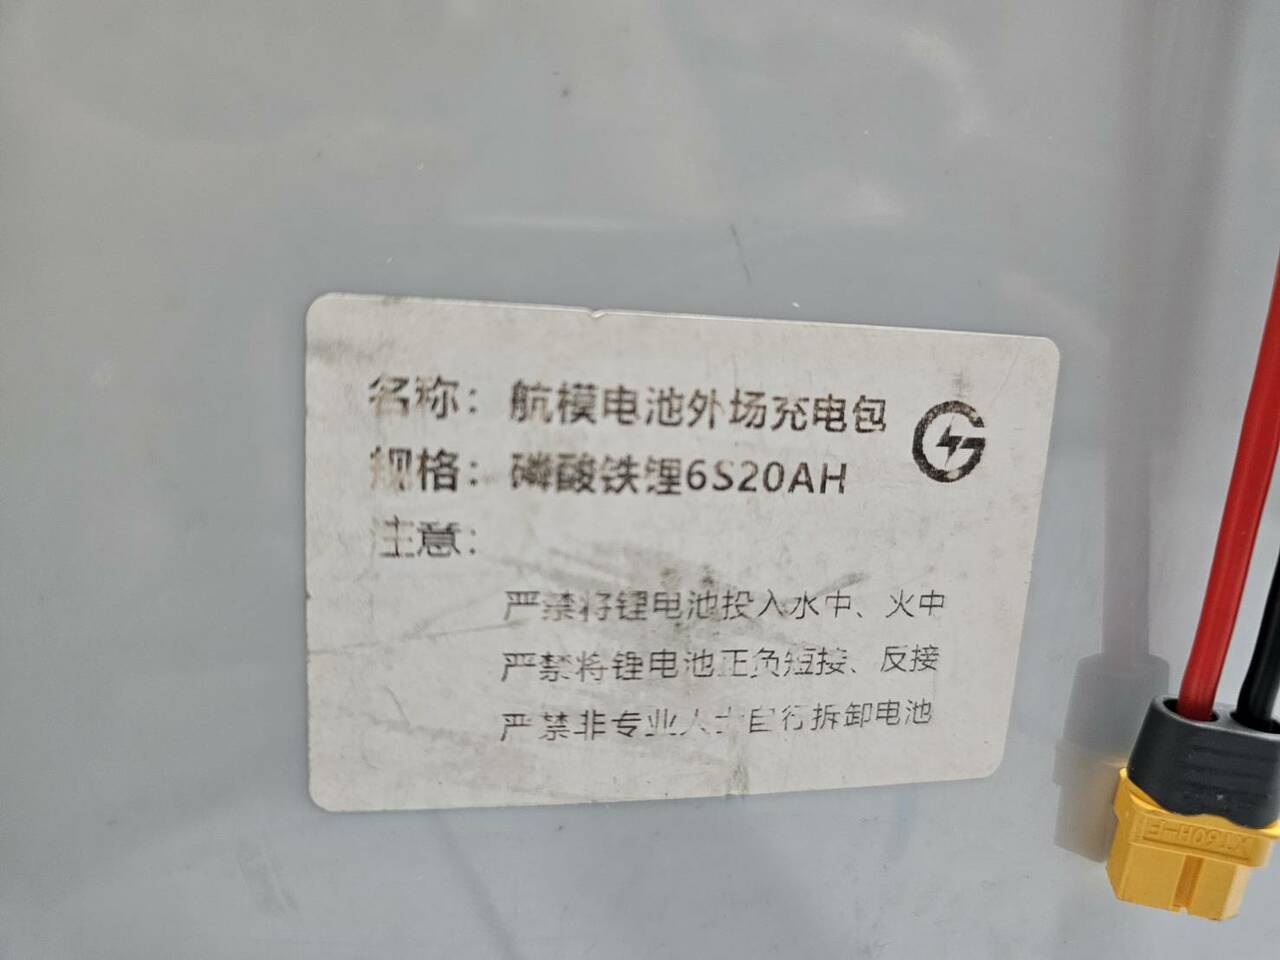 名称：航模电池外场充电包
规格：磷酸铁锂6S20AH
注意：
严禁将锂电池投入水中、火中
严禁将锂电池正负短接、反接
严禁非专业人士自行拆卸电池
XT60H-F